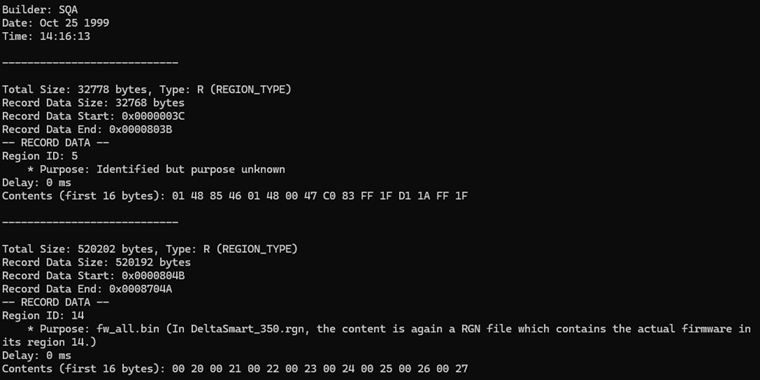 Builder: SQA
Date: Oct 25 1999
Time: 14:16:13
----------------------------
Total Size: 32778 bytes, Type: R (REGION_TYPE)
Record Data Size: 32768 bytes
Record Data Start: 0x0000003C
Record Data End: 0x0000803B
-- RECORD DATA --
Region ID: 5
    * Purpose: Identified but purpose unknown
Delay: 0 ms
Contents (first 16 bytes): 01 48 85 46 01 48 00 47 C0 83 FF 1F D1 1A FF 1F
----------------------------
Total Size: 520202 bytes, Type: R (REGION_TYPE)
Record Data Size: 520192 bytes
Record Data Start: 0x0000804B
Record Data End: 0x0008704A
-- RECORD DATA --
Region ID: 14
    * Purpose: fw_all.bin (In DeltaSmart_350.rgn, the content is again a RGN file which contains the actual firmware in
its region 14.)
Delay: 0 ms
Contents (first 16 bytes): 00 20 00 21 00 22 00 23 00 24 00 25 00 26 00 27